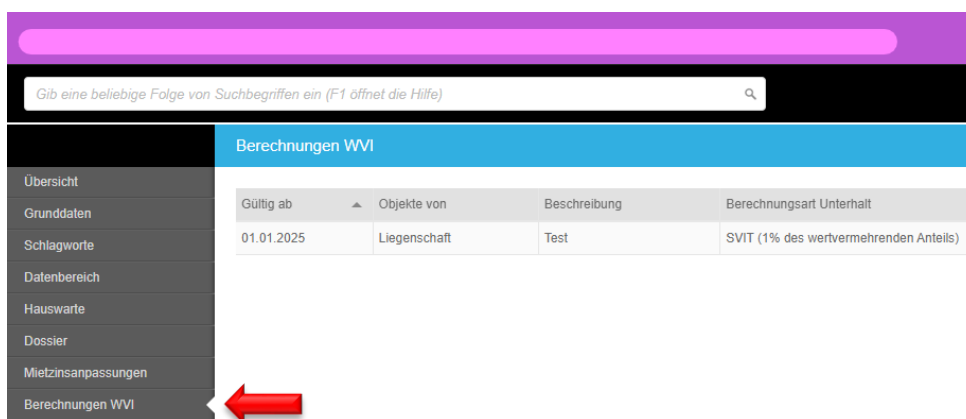 Gib eine beliebige Folge von Suchbegriffen ein (F1 öffnet die Hilfe)
Berechnungen WVI
Übersicht
Grunddaten
Schlagworte
Datenbereich
Hauswarte
Dossier
Mietzinsanpassungen
Berechnungen WVI
Gültig ab Objekte von Beschreibung Berechnungsart Unterhalt
01.01.2025 Liegenschaft Test SVIT (1% des wertvermehrenden Anteils)